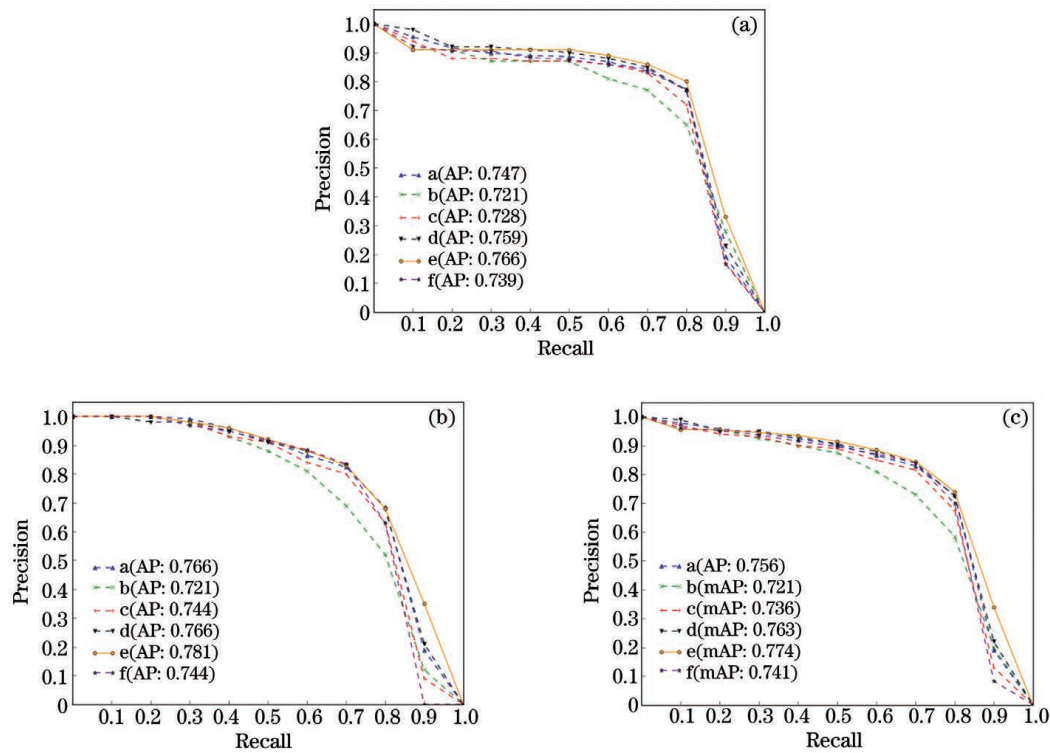 (a)
1.0
0.9
0.8
0.7
0.6
0.5
0.4
0.3
0.2
0.1
0
Precision
a(AP: 0.747)
b(AP: 0.721)
c(AP: 0.728)
d(AP: 0.759)
e(AP: 0.766)
f(AP: 0.739)
0.1 0.2 0.3 0.4 0.5 0.6 0.7 0.8 0.9 1.0
Recall
(b)
1.0
0.9
0.8
0.7
0.6
0.5
0.4
0.3
0.2
0.1
0
Precision
a(AP: 0.766)
b(AP: 0.721)
c(AP: 0.744)
d(AP: 0.766)
e(AP: 0.781)
f(AP: 0.744)
0.1 0.2 0.3 0.4 0.5 0.6 0.7 0.8 0.9 1.0
Recall
(c)
1.0
0.9
0.8
0.7
0.6
0.5
0.4
0.3
0.2
0.1
0
Precision
a(AP: 0.756)
b(mAP: 0.721)
c(mAP: 0.736)
d(mAP: 0.763)
e(mAP: 0.774)
f(mAP: 0.741)
0.1 0.2 0.3 0.4 0.5 0.6 0.7 0.8 0.9 1.0
Recall